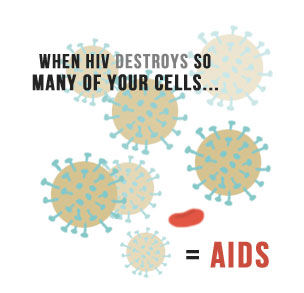 WHEN HIV DESTROYS SO
MANY OF YOUR CELLS...
= AIDS